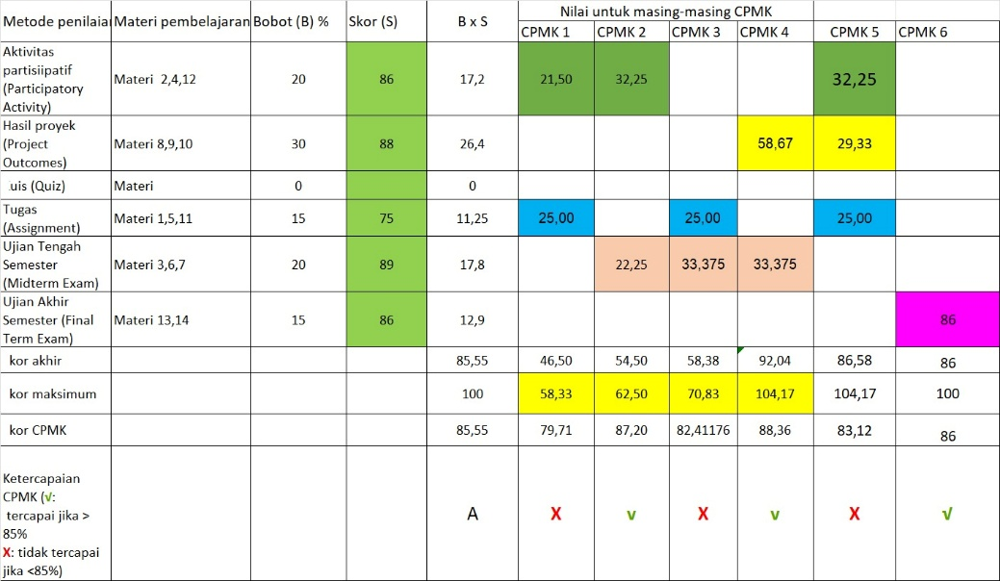 Metode penilaian Materi pembelajaran Bobot (B) % Skor (S) B x S Nilai untuk masing-masing CPMK
CPMK 1 CPMK 2 CPMK 3 CPMK 4 CPMK 5 CPMK 6
Aktivitas
partisiipatif
(Participatory
Activity)
Materi 2,4,12 20 86 17,2 21,50 32,25 32,25
Hasil proyek
(Project
Outcomes)
Materi 8,9,10 30 88 26,4 58,67 29,33
uis (Quiz) Materi 0 0
Tugas
(Assignment)
Materi 1,5,11 15 75 11,25 25,00 25,00 25,00
Ujian Tengah
Semester
(Midterm Exam)
Materi 3,6,7 20 89 17,8 22,25 33,375 33,375
Ujian Akhir
Semester (Final
Term Exam)
Materi 13,14 15 86 12,9 86
kor akhir 85,55 46,50 54,50 58,38 92,04 86,58 86
kor maksimum 100 58,33 62,50 70,83 104,17 104,17 100
kor CPMK 85,55 79,71 87,20 82,41176 88,36 83,12 86
Ketercapaian
CPMK (√:
tercapai jika >
85%
X: tidak tercapai
jika <85%)
A X v X v X √